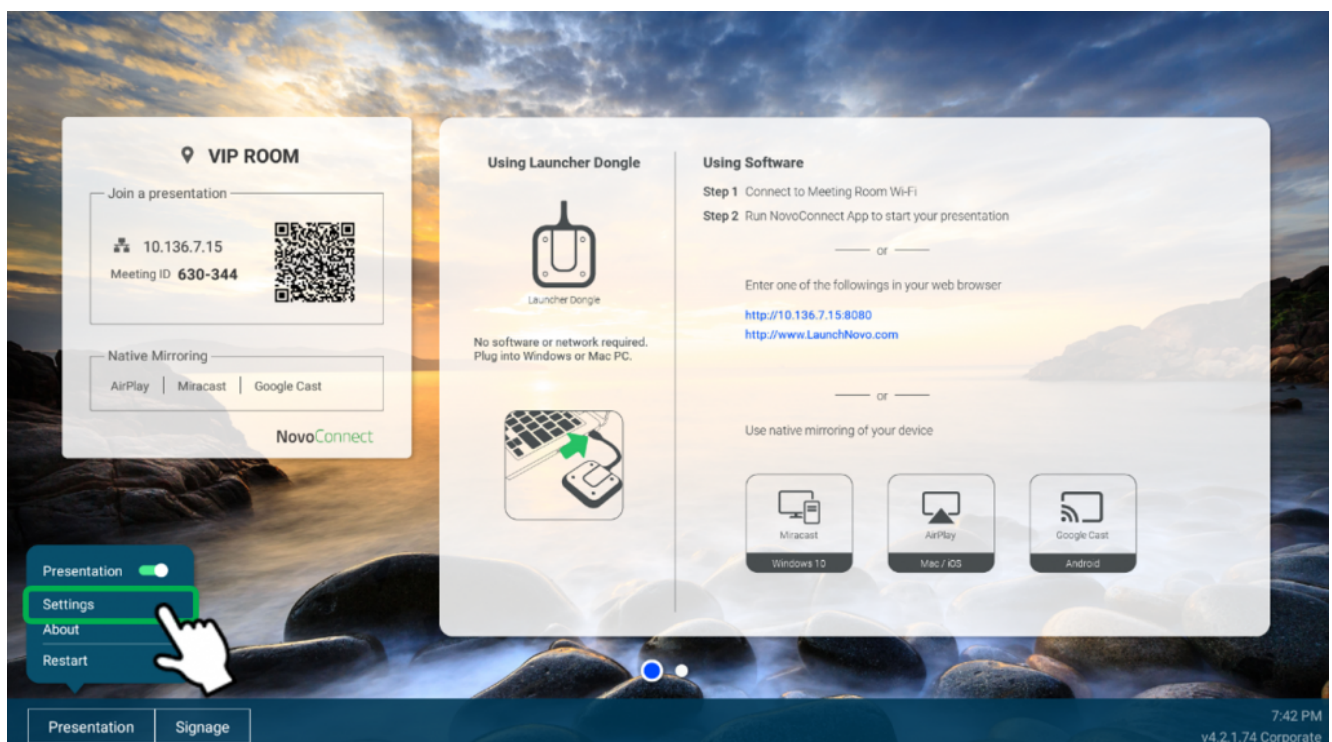 VIP ROOM
Join a presentation
10.136.7.15
Meeting ID 630-344
Native Mirroring
AirPlay | Miracast | Google Cast
NovoConnect
Using Launcher Dongle
Launcher Dongle
No software or network required.
Plug into Windows or Mac PC.
Using Software
Step 1 Connect to Meeting Room Wi-Fi
Step 2 Run NovoConnect App to start your presentation
or
Enter one of the followings in your web browser
http://10.136.7.15:8080
http://www.LaunchNovo.com
or
Use native mirroring of your device
Miracast
Windows 10
AirPlay
Mac / iOS
Google Cast
Android
Presentation
Settings
About
Restart
Presentation
Signage
7:42 PM
v4.2.1.74 Corporate